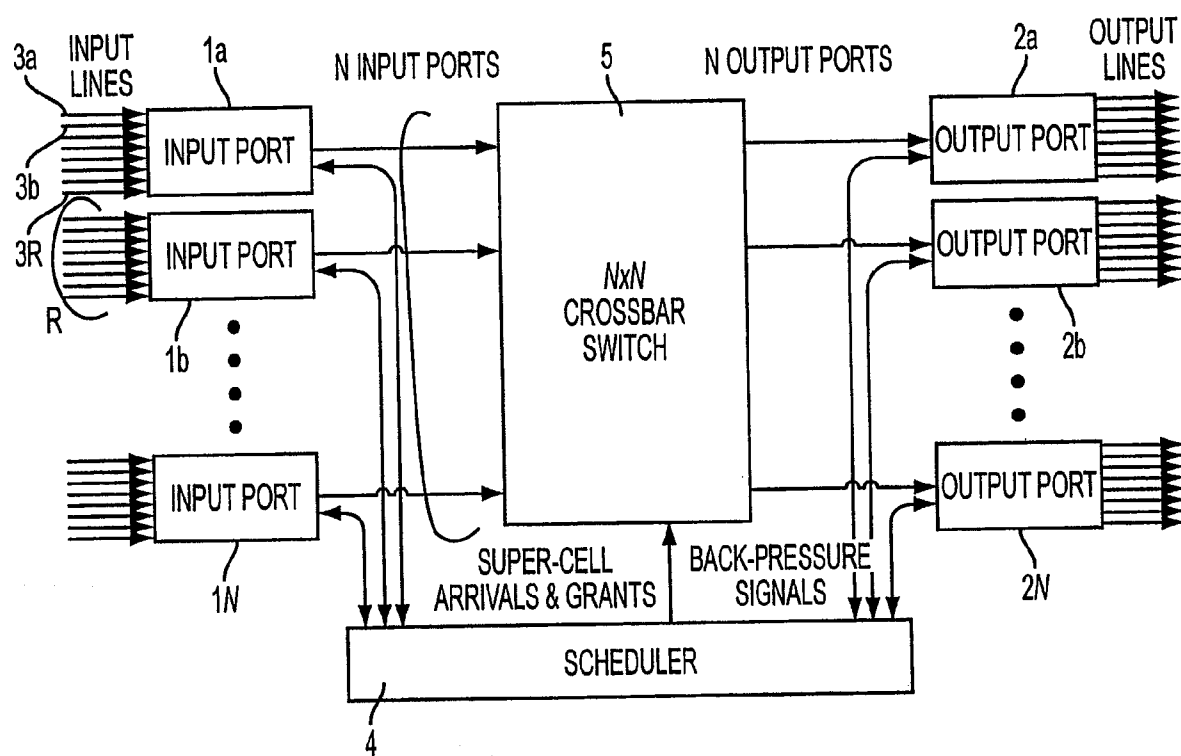 3a
INPUT
LINES
1a
N INPUT PORTS
5
N OUTPUT PORTS
2a
OUTPUT
LINES
INPUT PORT
OUTPUT PORT
3b
3R
R
INPUT PORT
1b
NxN
CROSSBAR
SWITCH
OUTPUT PORT
2b
INPUT PORT
1N
OUTPUT PORT
2N
SUPER-CELL
ARRIVALS & GRANTS
BACK-PRESSURE
SIGNALS
SCHEDULER
4